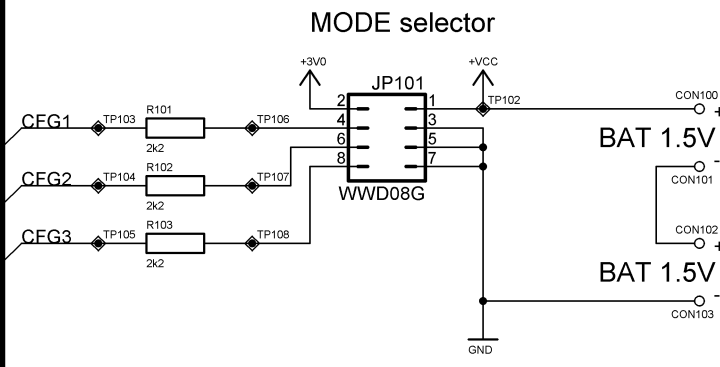 MODE selector
+3V0
+VCC
JP101
TP102
CON100
2
1
+
R101
CFG1
TP103
TP106
4
3
BAT 1.5V
2k2
6
5
R102
8
7
-
CFG2
TP104
TP107
CON101
WWD08G
2k2
R103
CON102
CFG3
TP105
TP108
+
2k2
BAT 1.5V
-
CON103
GND